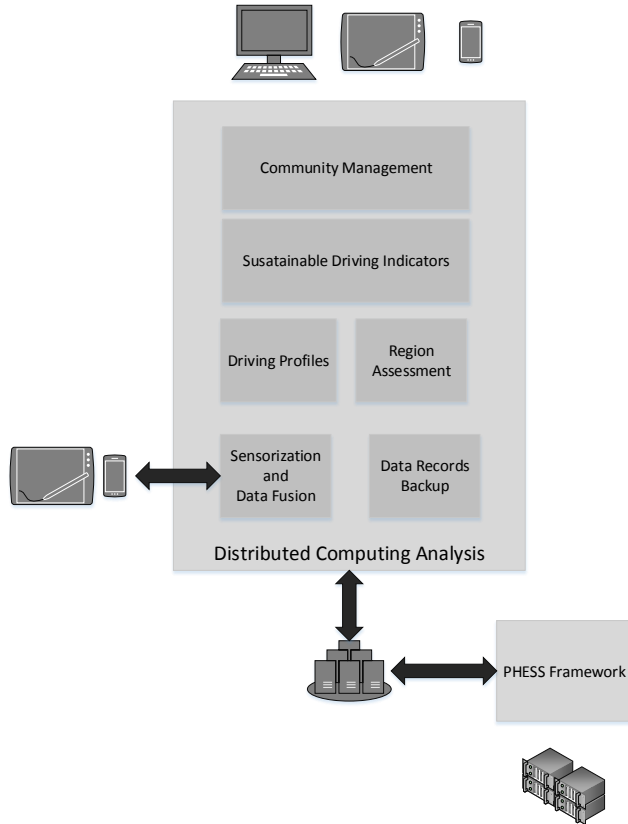 Community Management
Susatainable Driving Indicators
Driving Profiles
Region
Assessment
Sensorization
and
Data Fusion
Data Records
Backup
Distributed Computing Analysis
PHESS Framework